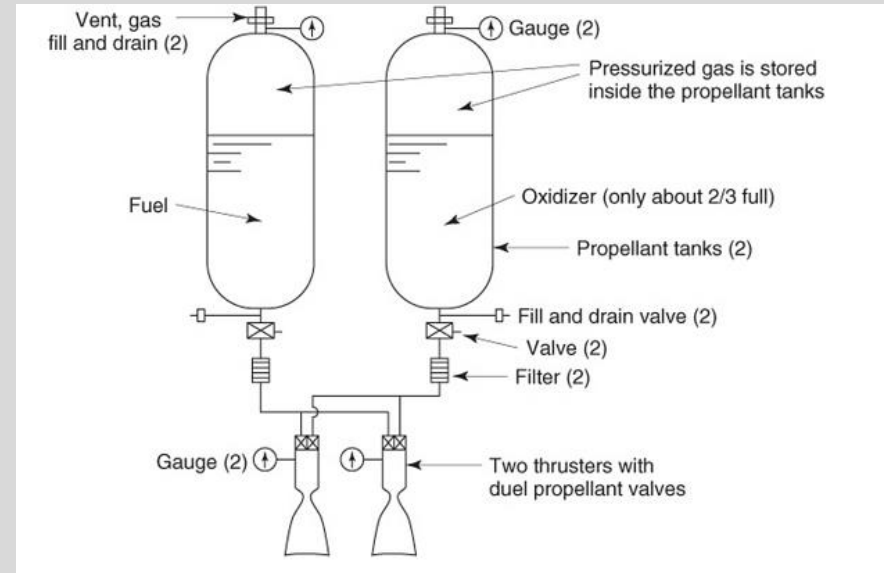 Vent, gas
fill and drain (2)
Gauge (2)
Pressurized gas is stored
inside the propellant tanks
Fuel
Oxidizer (only about 2/3 full)
Propellant tanks (2)
Fill and drain valve (2)
Valve (2)
Filter (2)
Gauge (2)
Two thrusters with
duel propellant valves